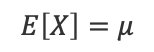 E[X] = μ